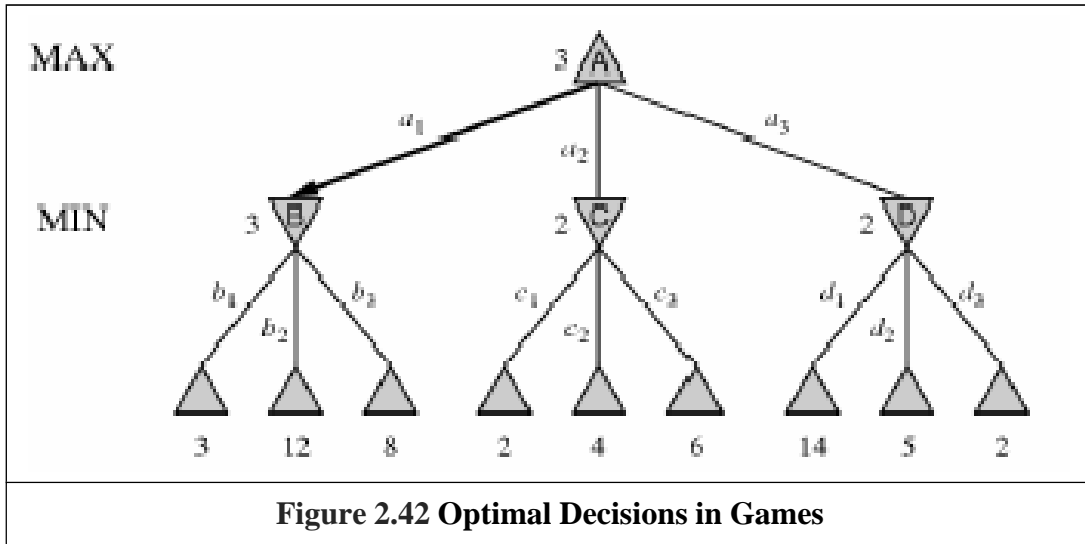 MAX
3 A
a1 a2 a3
MIN
3 B 2 C 2 D
b1 b2 b3 c1 c2 c3 d1 d2 d3
3 12 8 2 4 6 14 5 2
Figure 2.42 Optimal Decisions in Games